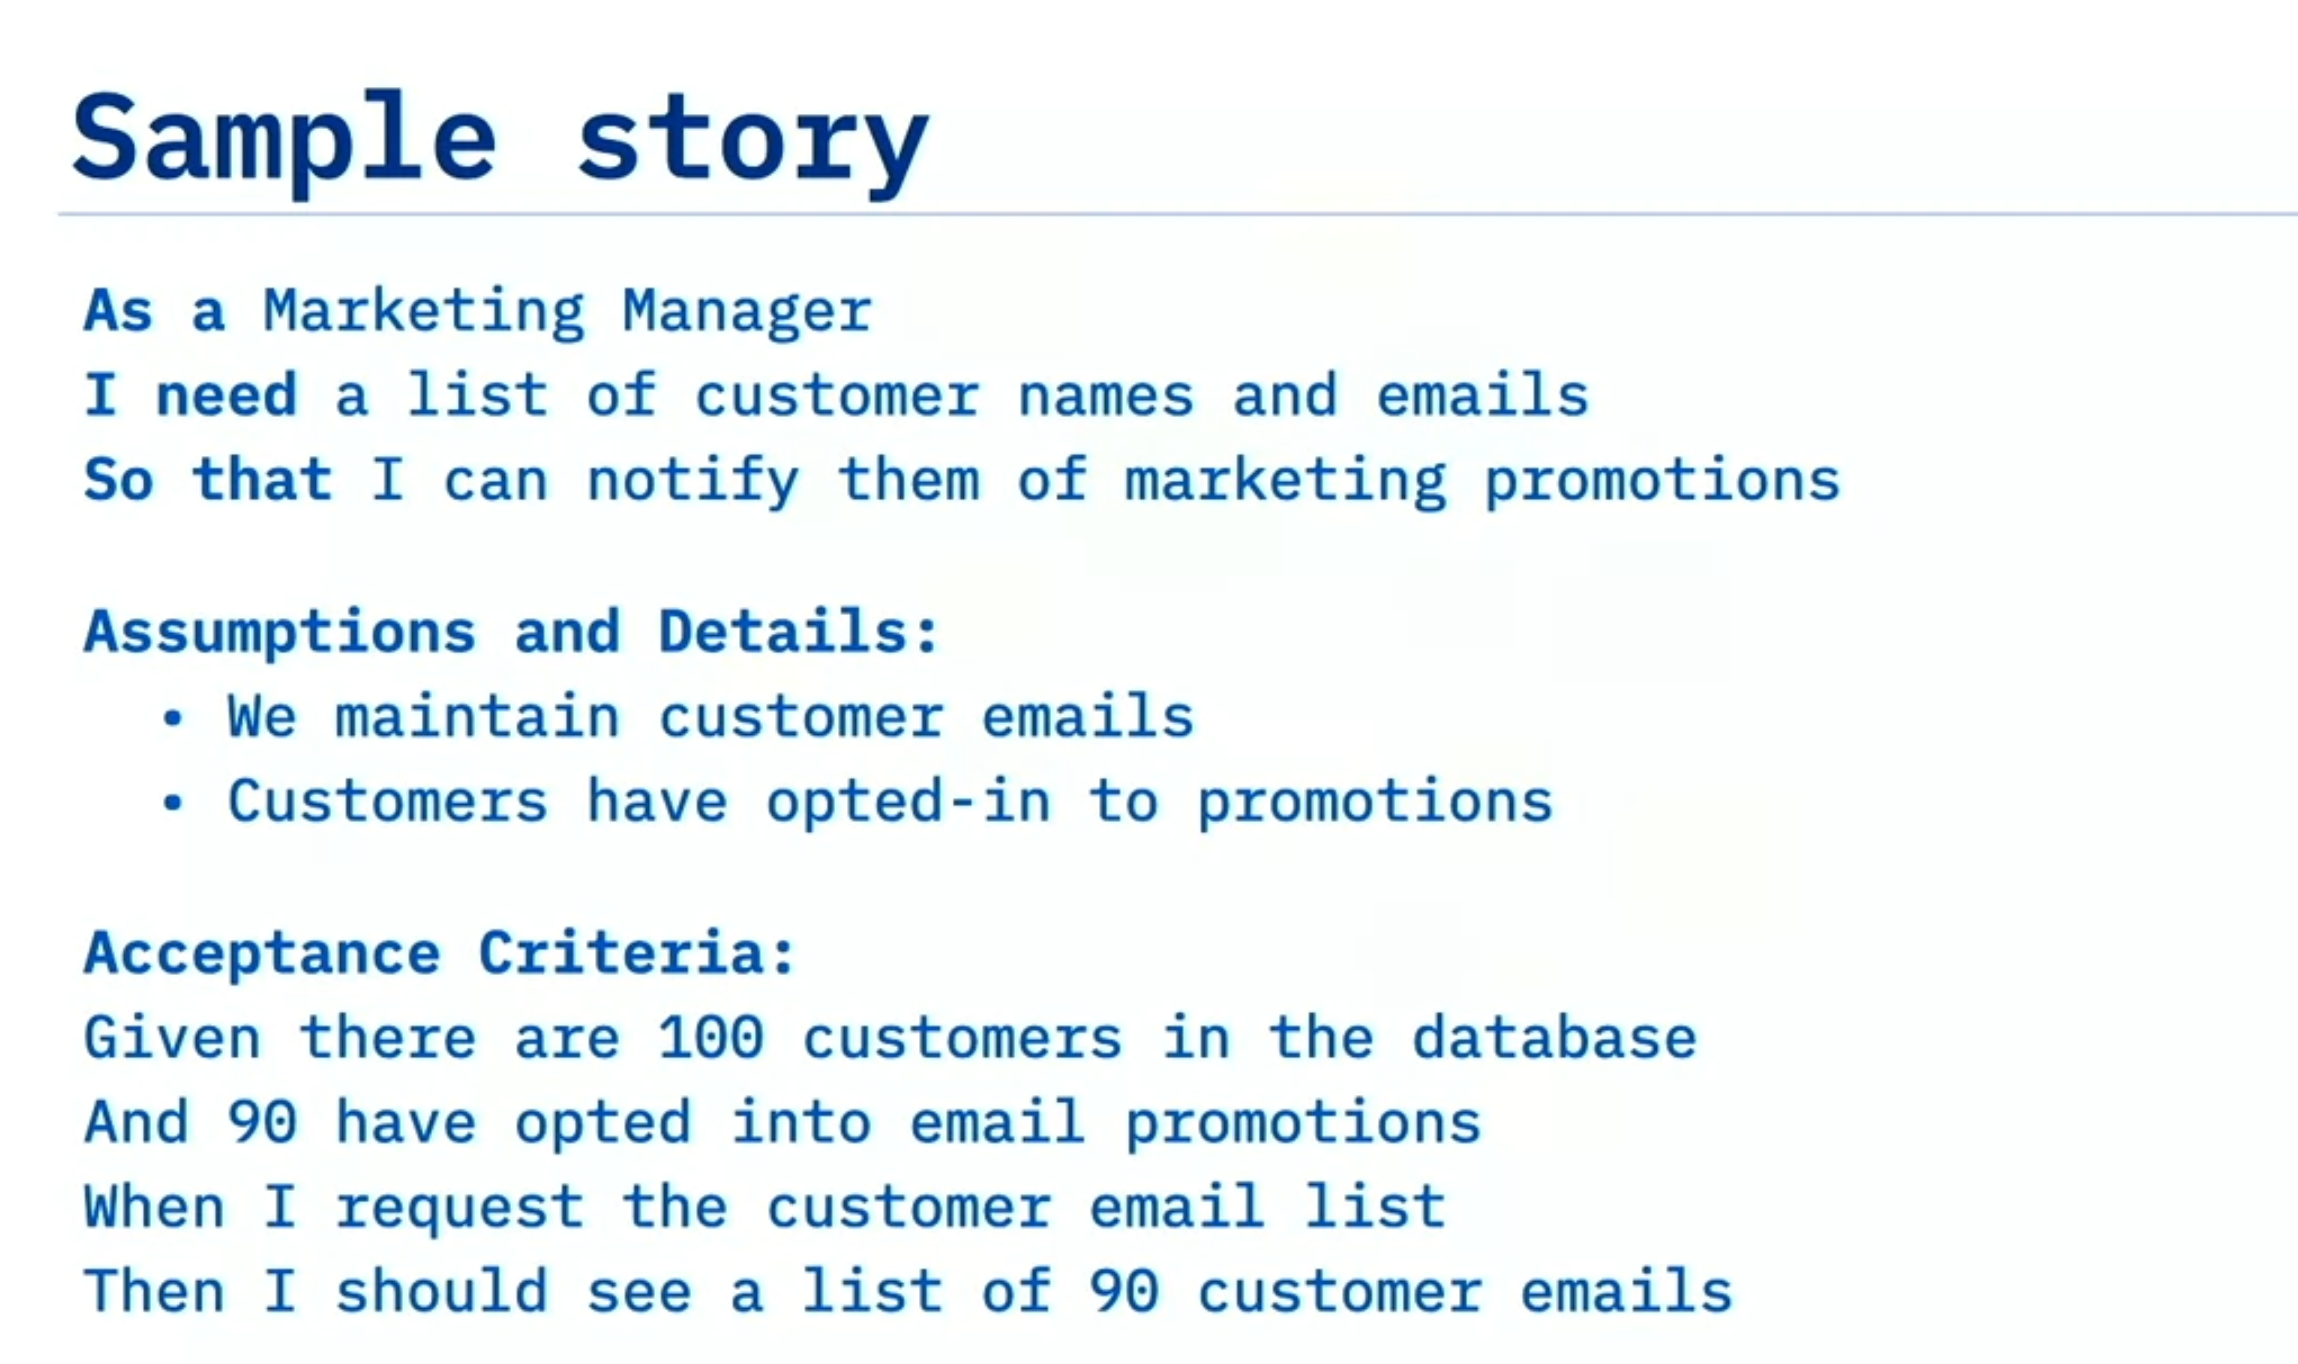 Sample story
As a Marketing Manager
I need a list of customer names and emails
So that I can notify them of marketing promotions
Assumptions and Details:
• We maintain customer emails
• Customers have opted-in to promotions
Acceptance Criteria:
Given there are 100 customers in the database
And 90 have opted into email promotions
When I request the customer email list
Then I should see a list of 90 customer emails